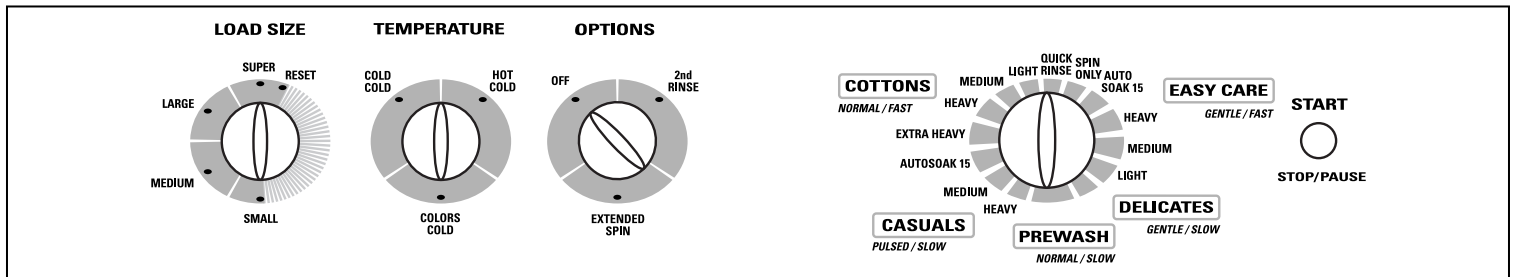 LOAD SIZE
SUPER
RESET
LARGE
MEDIUM
SMALL
TEMPERATURE
COLD
COLD
HOT
COLD
COLORS
COLD
OPTIONS
OFF
2nd
RINSE
EXTENDED
SPIN
COTTONS
NORMAL / FAST
QUICK
RINSE
SPIN
ONLY
AUTO
SOAK 15
LIGHT
MEDIUM
HEAVY
EXTRA HEAVY
AUTOSOAK 15
MEDIUM
HEAVY
EASY CARE
GENTLE / FAST
HEAVY
MEDIUM
LIGHT
DELICATES
GENTLE / SLOW
CASUALS
PULSED / SLOW
PREWASH
NORMAL / SLOW
START
STOP/PAUSE